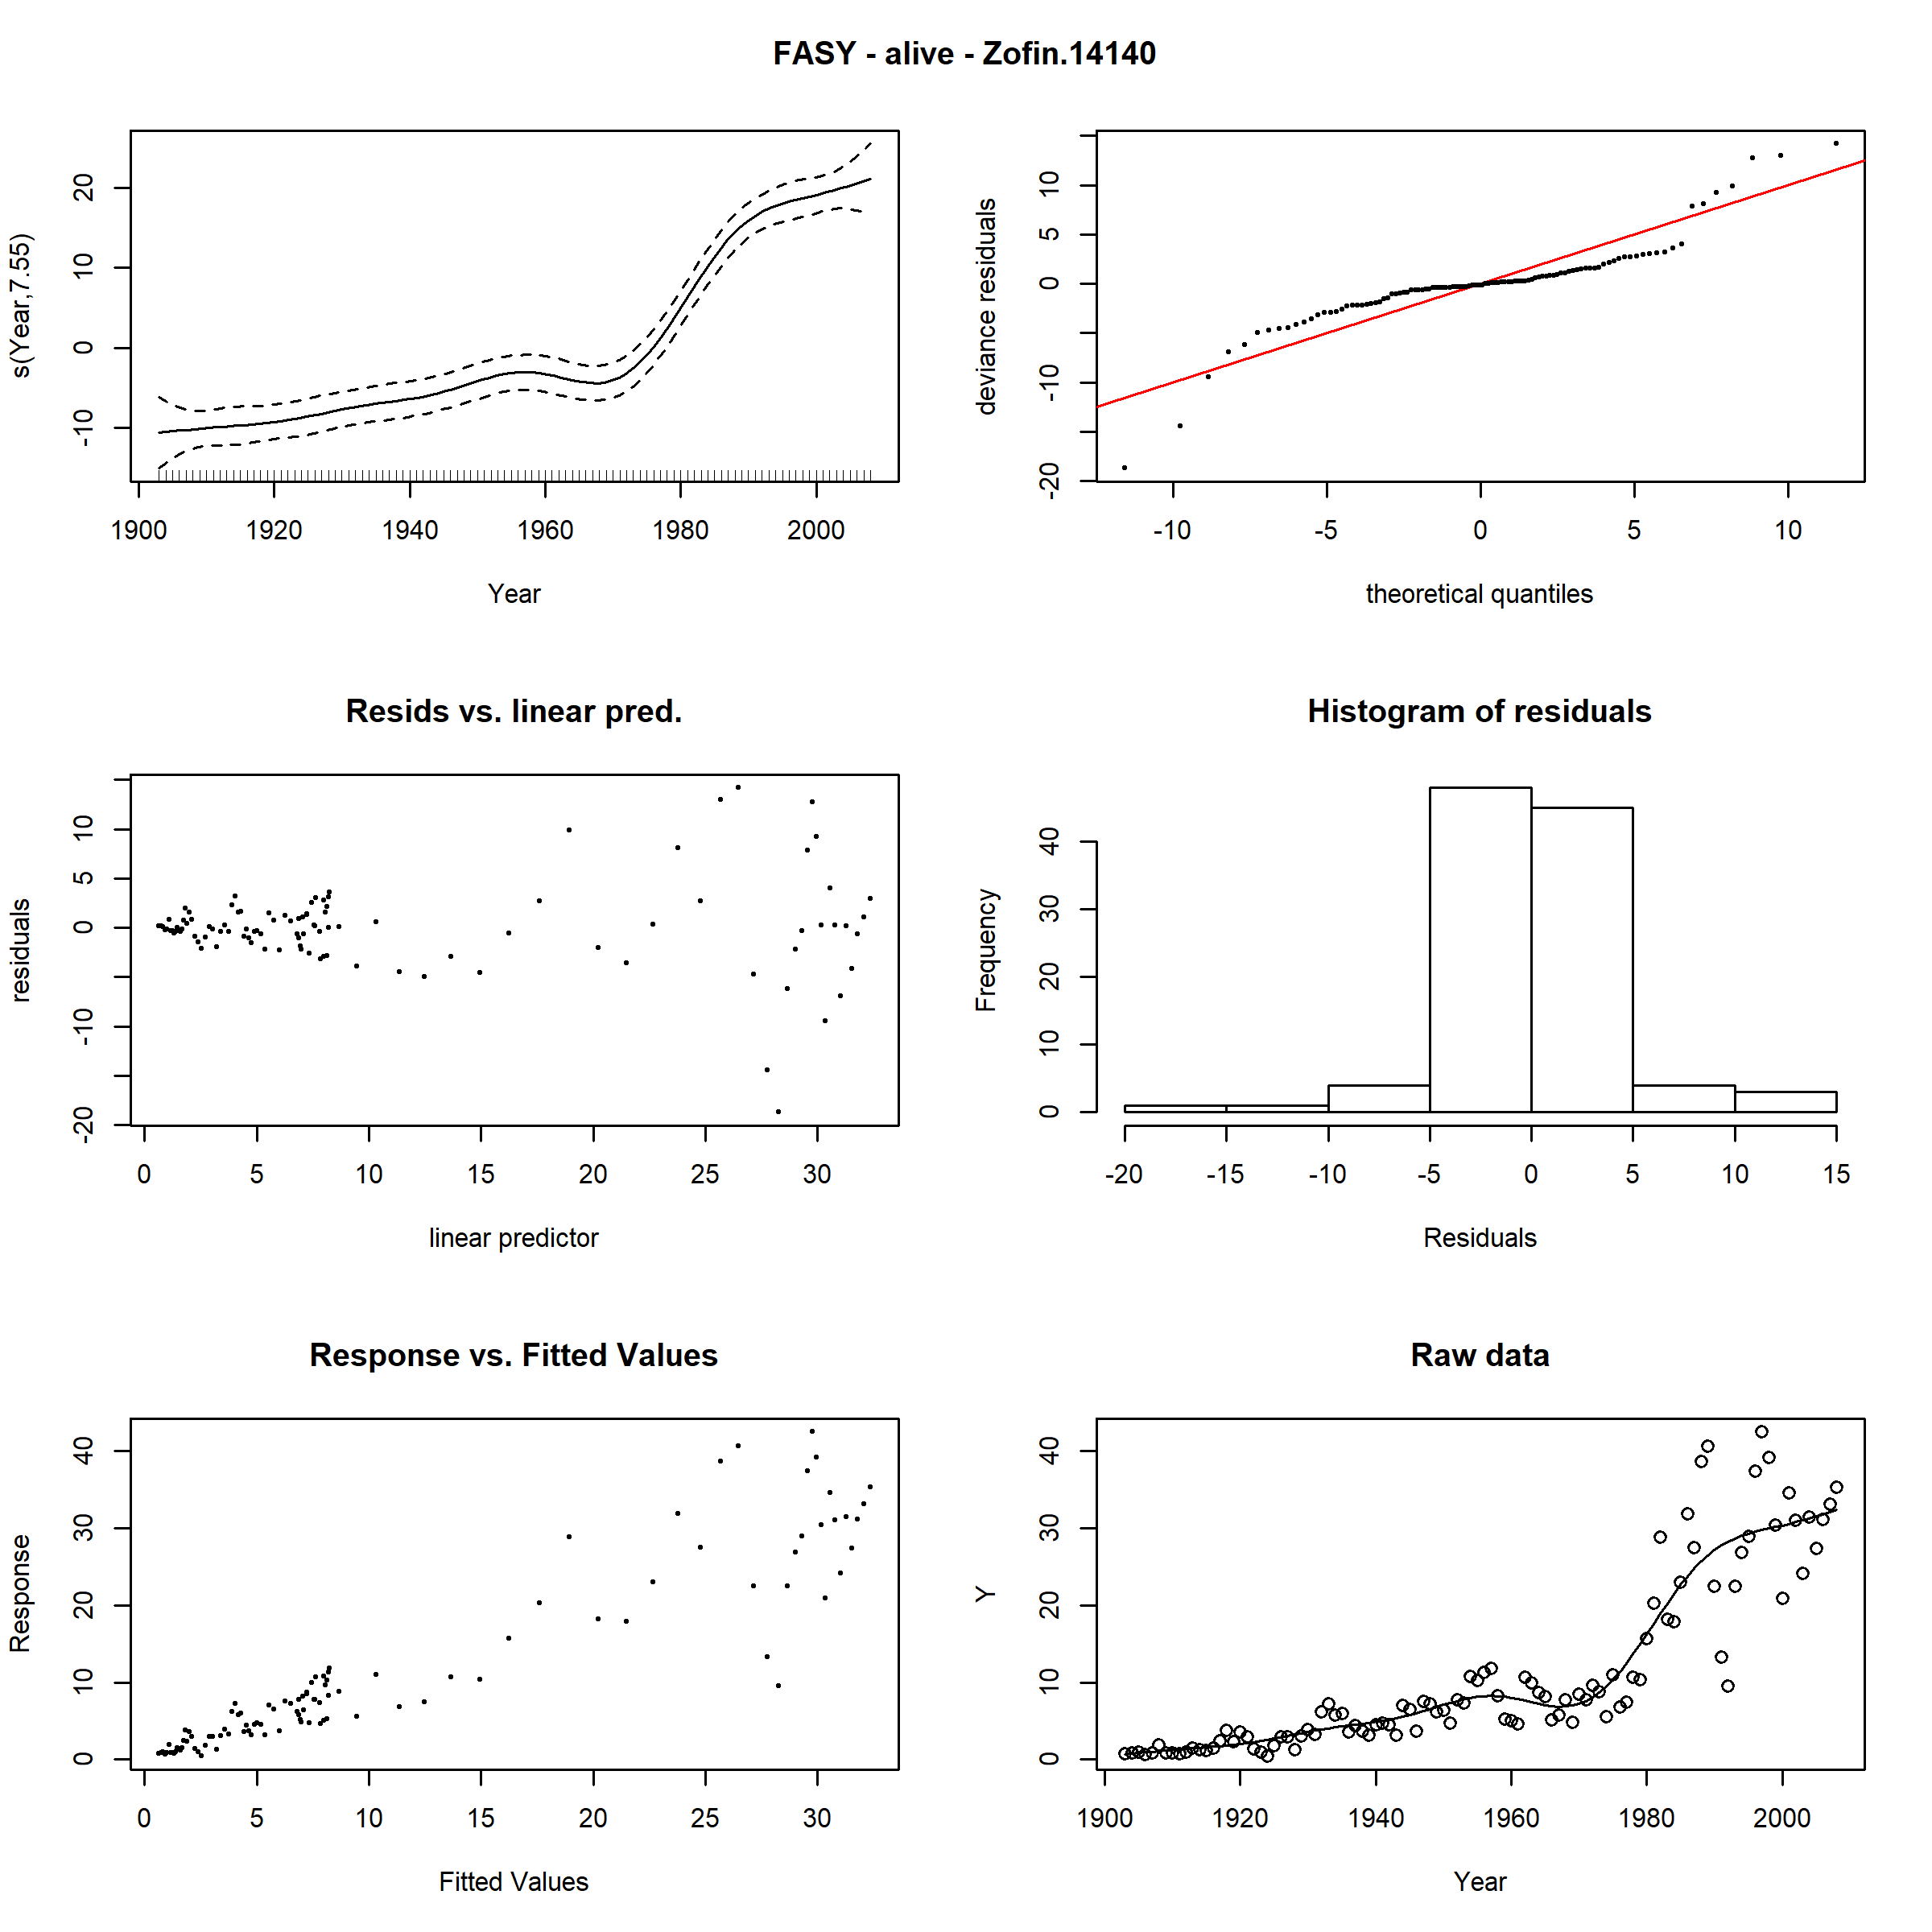 FASY - alive - Zofin.14140
s(Year,7.55)
20
10
0
-10
1900 1920 1940 1960 1980 2000
Year
deviance residuals
10
5
0
-10
-20
-10 -5 0 5 10
theoretical quantiles
Resids vs. linear pred.
residuals
10
5
0
-10
-20
0 5 10 15 20 25 30
linear predictor
Histogram of residuals
Frequency
40
30
20
10
0
-20 -15 -10 -5 0 5 10 15
Residuals
Response vs. Fitted Values
Response
40
30
20
10
0
0 5 10 15 20 25 30
Fitted Values
Raw data
Y
40
30
20
10
0
1900 1920 1940 1960 1980 2000
Year